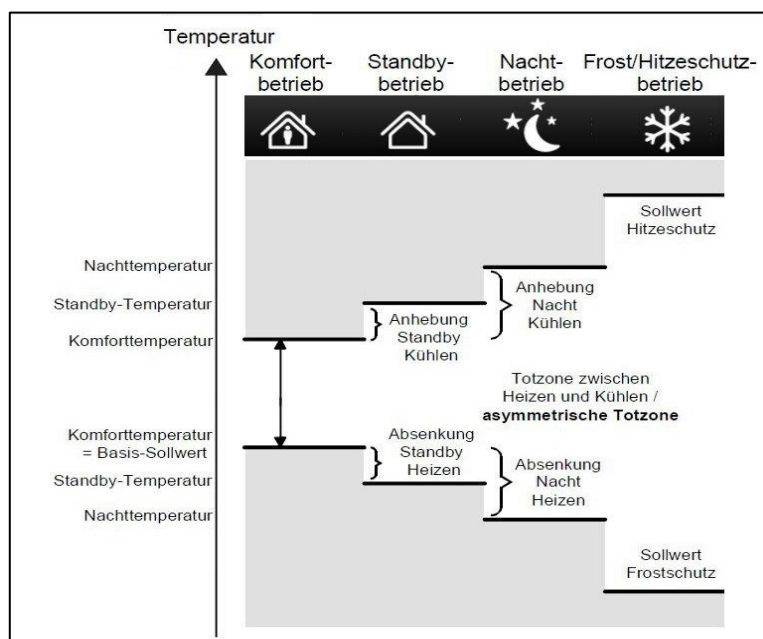 Temperatur
Komfort-
betrieb
Standby-
betrieb
Nacht-
betrieb
Frost/Hitzeschutz-
betrieb
Sollwert
Hitzeschutz
Nachttemperatur
Anhebung
Nacht
Kühlen
Standby-Temperatur
Anhebung
Standby
Kühlen
Komforttemperatur
Totzone zwischen
Heizen und Kühlen /
asymmetrische Totzone
Komforttemperatur
= Basis-Sollwert
Absenkung
Standby
Heizen
Absenkung
Nacht
Heizen
Standby-Temperatur
Nachttemperatur
Sollwert
Frostschutz